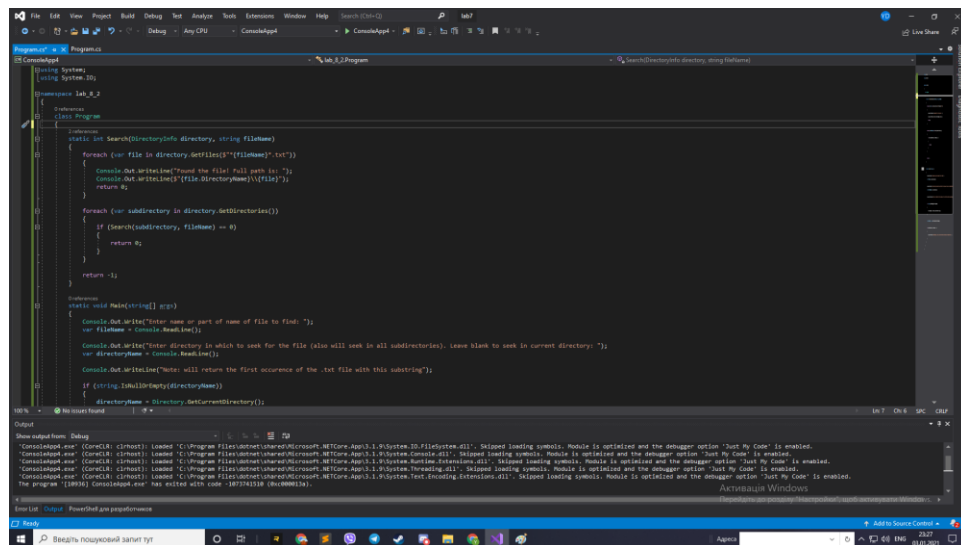 File Edit View Project Build Debug Test Analyze Tools Extensions Window Help Search (Ctrl+Q) lab7
Debug Any CPU ConsoleApp4 ConsoleApp4 Live Share
Program.cs* Program.cs
ConsoleApp4 lab_8_2.Program Search(DirectoryInfo directory, string fileName)
using System;
using System.IO;
namespace lab_8_2
{
0 references
class Program
{
2 references
static int Search(DirectoryInfo directory, string fileName)
{
foreach (var file in directory.GetFiles($"*{fileName}*.txt"))
{
Console.Out.WriteLine("Found the file! Full path is: ");
Console.Out.WriteLine($"{file.DirectoryName}\\{file}");
return 0;
}
foreach (var subdirectory in directory.GetDirectories())
{
if (Search(subdirectory, fileName) == 0)
{
return 0;
}
}
return -1;
}
0 references
static void Main(string[] args)
{
Console.Out.Write("Enter name or part of name of file to find: ");
var fileName = Console.ReadLine();
Console.Out.Write("Enter directory in which to seek for the file (also will seek in all subdirectories). Leave blank to seek in current directory: ");
var directoryName = Console.ReadLine();
Console.Out.WriteLine("Note: will return the first occurence of the .txt file with this substring");
if (string.IsNullOrEmpty(directoryName))
{
directoryName = Directory.GetCurrentDirectory();
100 % No issues found Ln: 7 Ch: 6 SPC CRLF
Output
Show output from: Debug
'ConsoleApp4.exe' (CoreCLR: clrhost): Loaded 'C:\Program Files\dotnet\shared\Microsoft.NETCore.App\3.1.9\System.IO.FileSystem.dll'. Skipped loading symbols. Module is optimized and the debugger option 'Just My Code' is enabled.
'ConsoleApp4.exe' (CoreCLR: clrhost): Loaded 'C:\Program Files\dotnet\shared\Microsoft.NETCore.App\3.1.9\System.Console.dll'. Skipped loading symbols. Module is optimized and the debugger option 'Just My Code' is enabled.
'ConsoleApp4.exe' (CoreCLR: clrhost): Loaded 'C:\Program Files\dotnet\shared\Microsoft.NETCore.App\3.1.9\System.Runtime.Extensions.dll'. Skipped loading symbols. Module is optimized and the debugger option 'Just My Code' is enabled.
'ConsoleApp4.exe' (CoreCLR: clrhost): Loaded 'C:\Program Files\dotnet\shared\Microsoft.NETCore.App\3.1.9\System.Threading.dll'. Skipped loading symbols. Module is optimized and the debugger option 'Just My Code' is enabled.
'ConsoleApp4.exe' (CoreCLR: clrhost): Loaded 'C:\Program Files\dotnet\shared\Microsoft.NETCore.App\3.1.9\System.Text.Encoding.Extensions.dll'. Skipped loading symbols. Module is optimized and the debugger option 'Just My Code' is enabled.
The program '[10936] ConsoleApp4.exe' has exited with code -1073741510 (0xc000013a).
Активація Windows
Перейдіть до розділу "Настройки", щоб активувати Windows.
Error List Output PowerShell для разработчиков
Ready Add to Source Control
Введіть пошуковий запит тут Адреса ENG 23:27
03.01.2021